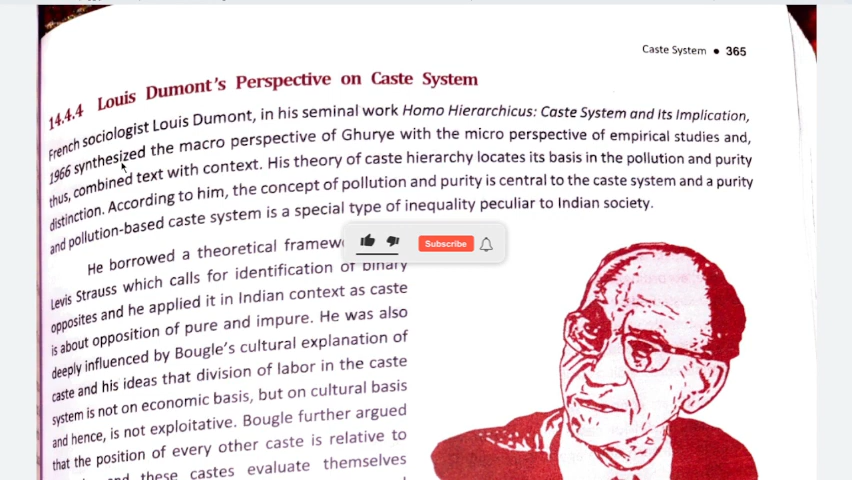 Caste System • 365
14.4.4 Louis Dumont's Perspective on Caste System
French sociologist Louis Dumont, in his seminal work Homo Hierarchicus: Caste System and Its Implication,
1966 synthesized the macro perspective of Ghurye with the micro perspective of empirical studies and,
thus, combined text with context. His theory of caste hierarchy locates its basis in the pollution and purity
distinction. According to him, the concept of pollution and purity is central to the caste system and a purity
and pollution-based caste system is a special type of inequality peculiar to Indian society.
He borrowed a theoretical
Subscribe
Levis Strauss which calls for identification of binary
opposites and he applied it in Indian context as caste
is about opposition of pure and impure. He was also
deeply influenced by Bougle's cultural explanation of
caste and his ideas that division of labor in the caste
system is not on economic basis, but on cultural basis
and hence, is not exploitative. Bougle further argued
that the position of every other caste is relative to
these castes evaluate themselves